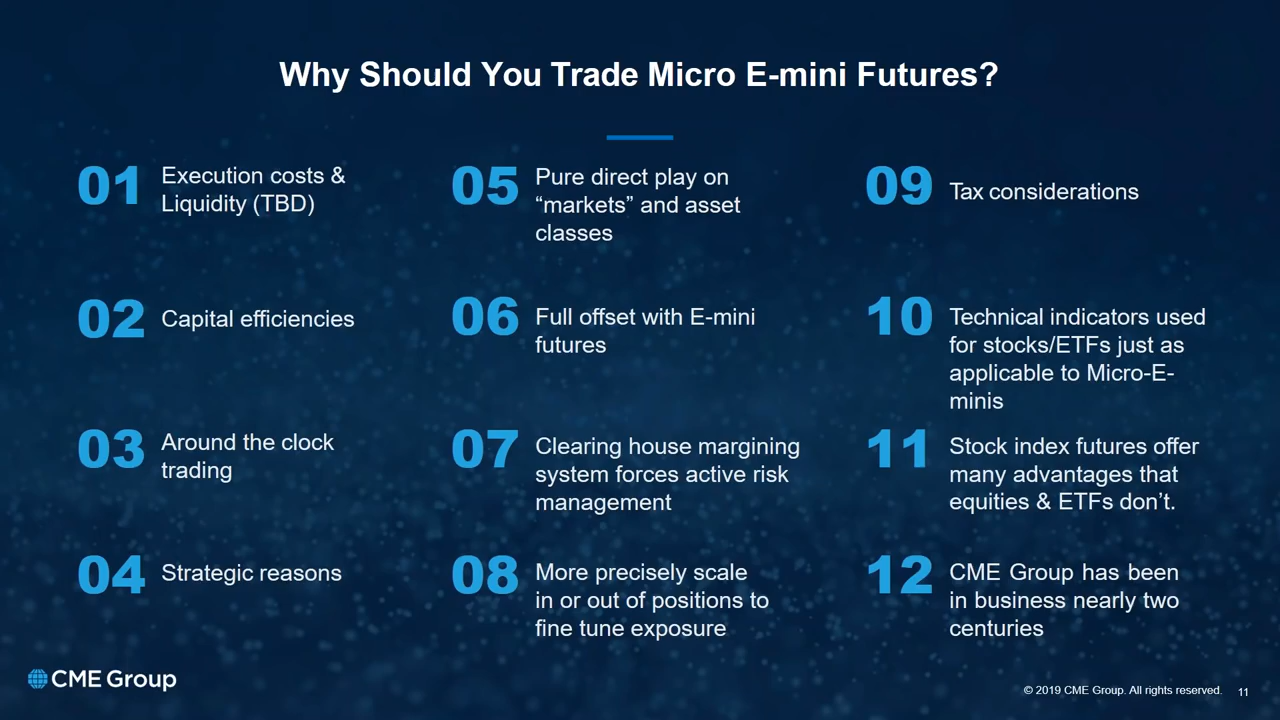 Why Should You Trade Micro E-mini Futures?
01
Execution costs &
Liquidity (TBD)
02
Capital efficiencies
03
Around the clock
trading
04
Strategic reasons
05
Pure direct play on
“markets” and asset
classes
06
Full offset with E-mini
futures
07
Clearing house margining
system forces active risk
management
08
More precisely scale
in or out of positions to
fine tune exposure
09
Tax considerations
10
Technical indicators used
for stocks/ETFs just as
applicable to Micro-E-
minis
11
Stock index futures offer
many advantages that
equities & ETFs don’t.
12
CME Group has been
in business nearly two
centuries
CME Group
© 2019 CME Group. All rights reserved.
11